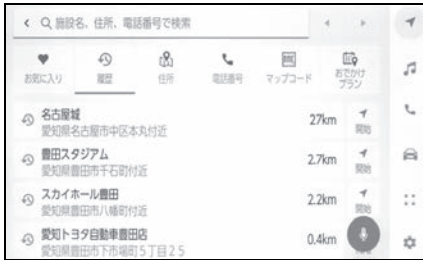 施設名、住所、電話番号で検索
お気に入り
履歴
住所
電話番号
マップコード
おでかけ
プラン
名古屋城
27km
愛知県名古屋市中区本丸付近
開始
豊田スタジアム
2.7km
愛知県豊田市千石町付近
開始
スカイホール豊田
2.2km
愛知県豊田市八幡町付近
開始
愛知トヨタ自動車豊田店
0.4km
愛知県豊田市下市場町5丁目25